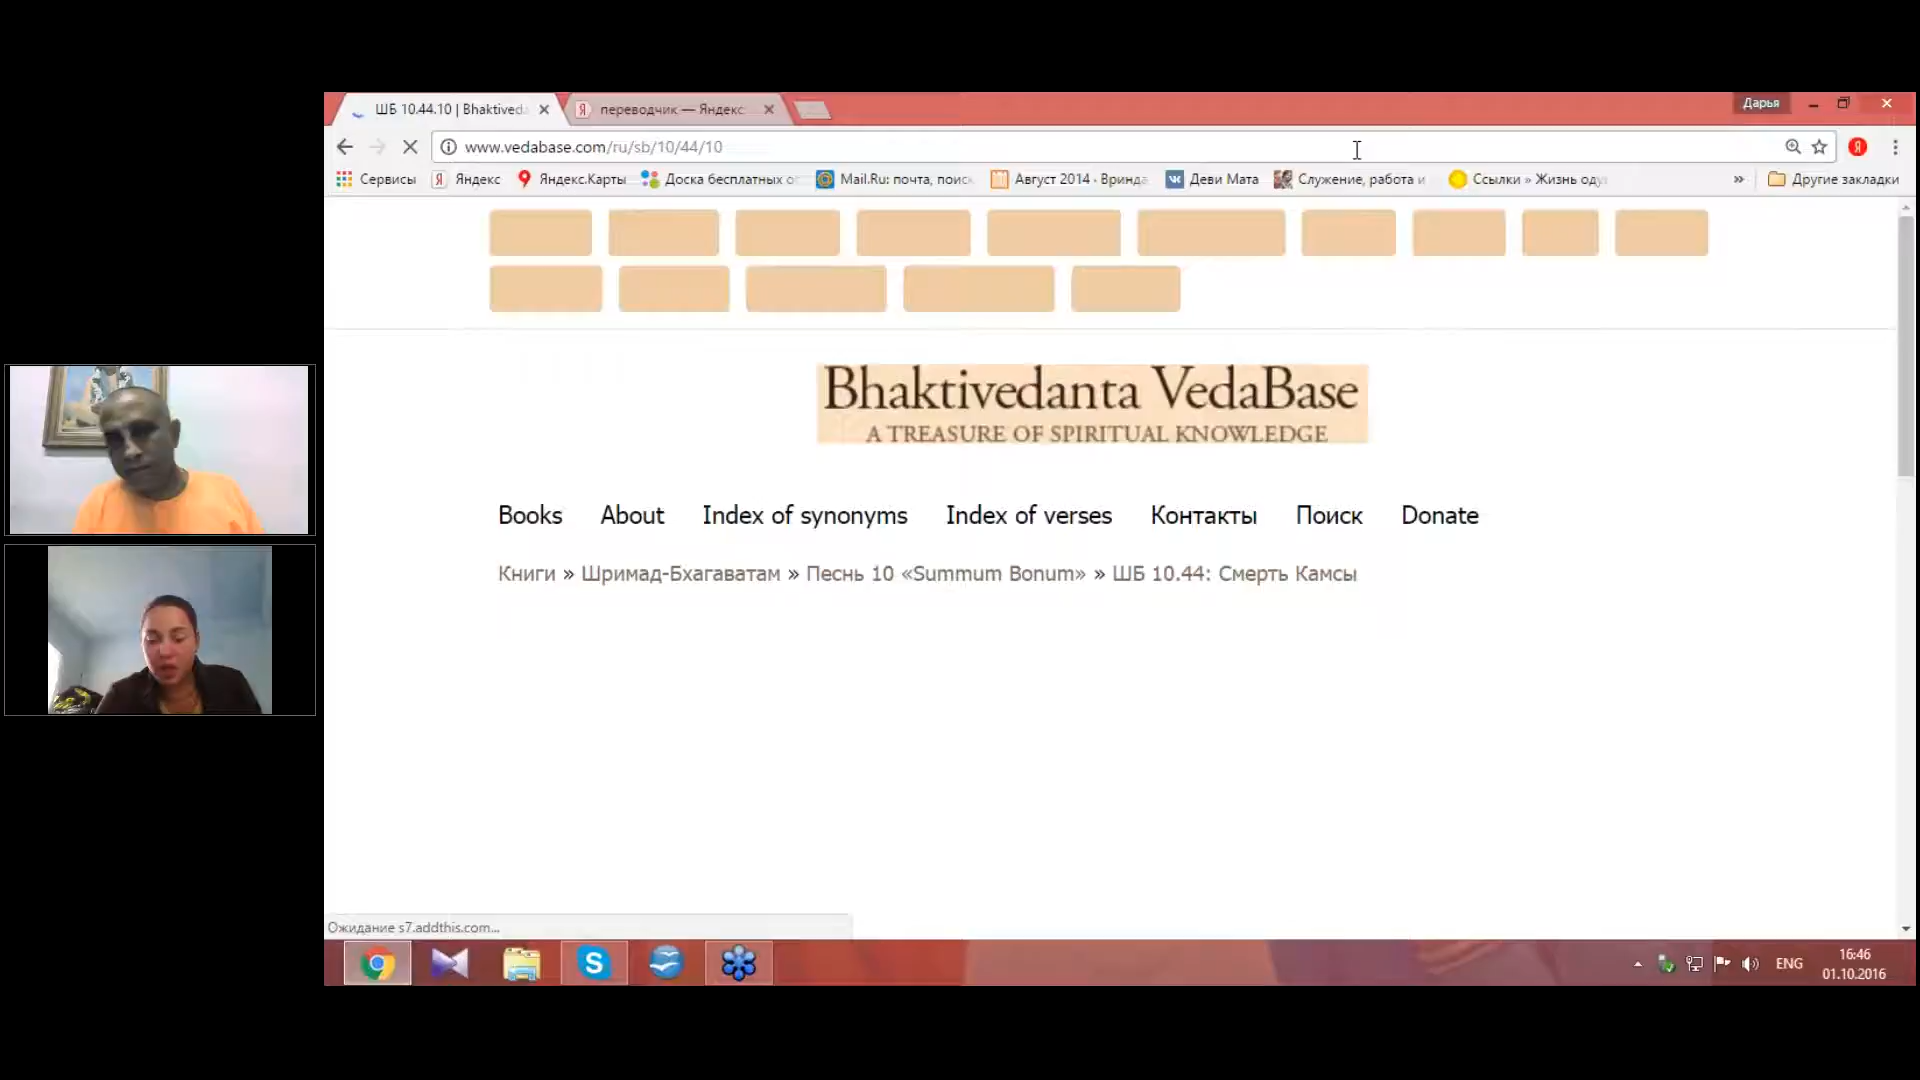 ШБ 10.44.10 | Bhaktived
переводчик — Яндекс
Дарья
www.vedabase.com/ru/sb/10/44/10
Сервисы
Яндекс
Яндекс.Карты
Доска бесплатных о
Mail.Ru: почта, поиск
Август 2014 - Вринда
Деви Мата
Служение, работа и
Ссылки » Жизнь оду
»
Другие закладки
Bhaktivedanta VedaBase
A TREASURE OF SPIRITUAL KNOWLEDGE
Books About Index of synonyms Index of verses Контакты Поиск Donate
Книги » Шримад-Бхагаватам » Песнь 10 «Summum Bonum» » ШБ 10.44: Смерть Камсы
Ожидание s7.addthis.com...
ENG
16:46
01.10.2016